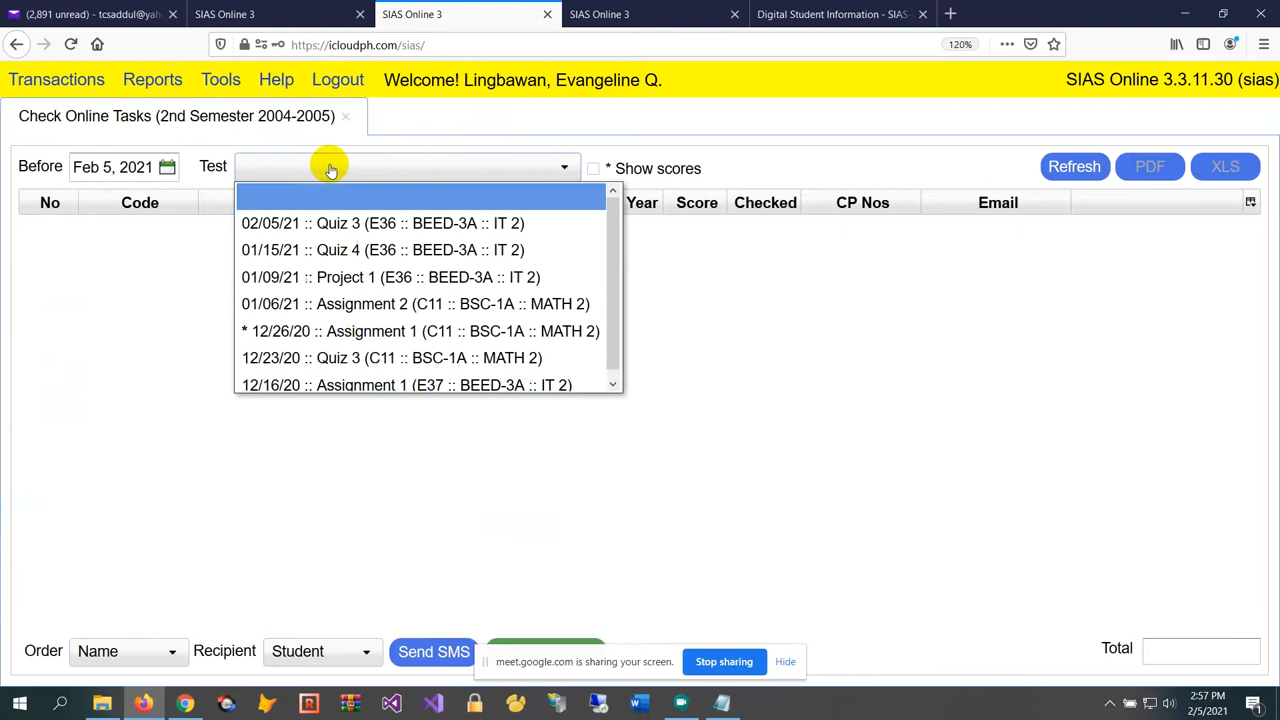 (2,891 unread) - tcsaddul@yaho
SIAS Online 3
SIAS Online 3
SIAS Online 3
Digital Student Information - SIAS
https://icloudph.com/sias/
120%
Transactions Reports Tools Help Logout Welcome! Lingbawan, Evangeline Q. SIAS Online 3.3.11.30 (sias)
Check Online Tasks (2nd Semester 2004-2005)
Before Feb 5, 2021 Test * Show scores Refresh PDF XLS
No Code Year Score Checked CP Nos Email
02/05/21 :: Quiz 3 (E36 :: BEED-3A :: IT 2)
01/15/21 :: Quiz 4 (E36 :: BEED-3A :: IT 2)
01/09/21 :: Project 1 (E36 :: BEED-3A :: IT 2)
01/06/21 :: Assignment 2 (C11 :: BSC-1A :: MATH 2)
* 12/26/20 :: Assignment 1 (C11 :: BSC-1A :: MATH 2)
12/23/20 :: Quiz 3 (C11 :: BSC-1A :: MATH 2)
12/16/20 :: Assignment 1 (E37 :: BEED-3A :: IT 2)
Order Name Recipient Student Send SMS Total
meet.google.com is sharing your screen. Stop sharing Hide
2:57 PM
2/5/2021